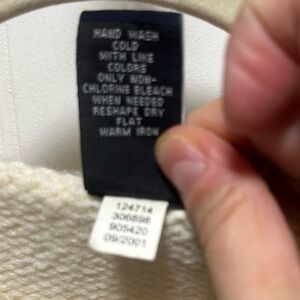 HAND WASH
COLD
WITH LIKE
COLORS
ONLY NON-
CHLORINE BLEACH
WHEN NEEDED
RESHAPE DRY
FLAT
WARM IRON
124714
306898
905420
09/2001